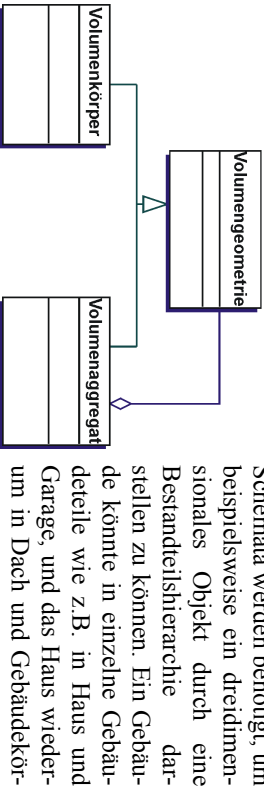 Volumengeometrie
Volumenkörper
Volumenaggregat
Schemata werden benötigt, um
beispielsweise ein dreidimen-
sionales Objekt durch eine
Bestandteilshierarchie dar-
stellen zu können. Ein Gebäu-
de könnte in einzelne Gebäu-
deteile wie z.B. in Haus und
Garage, und das Haus wieder-
um in Dach und Gebäudekör-